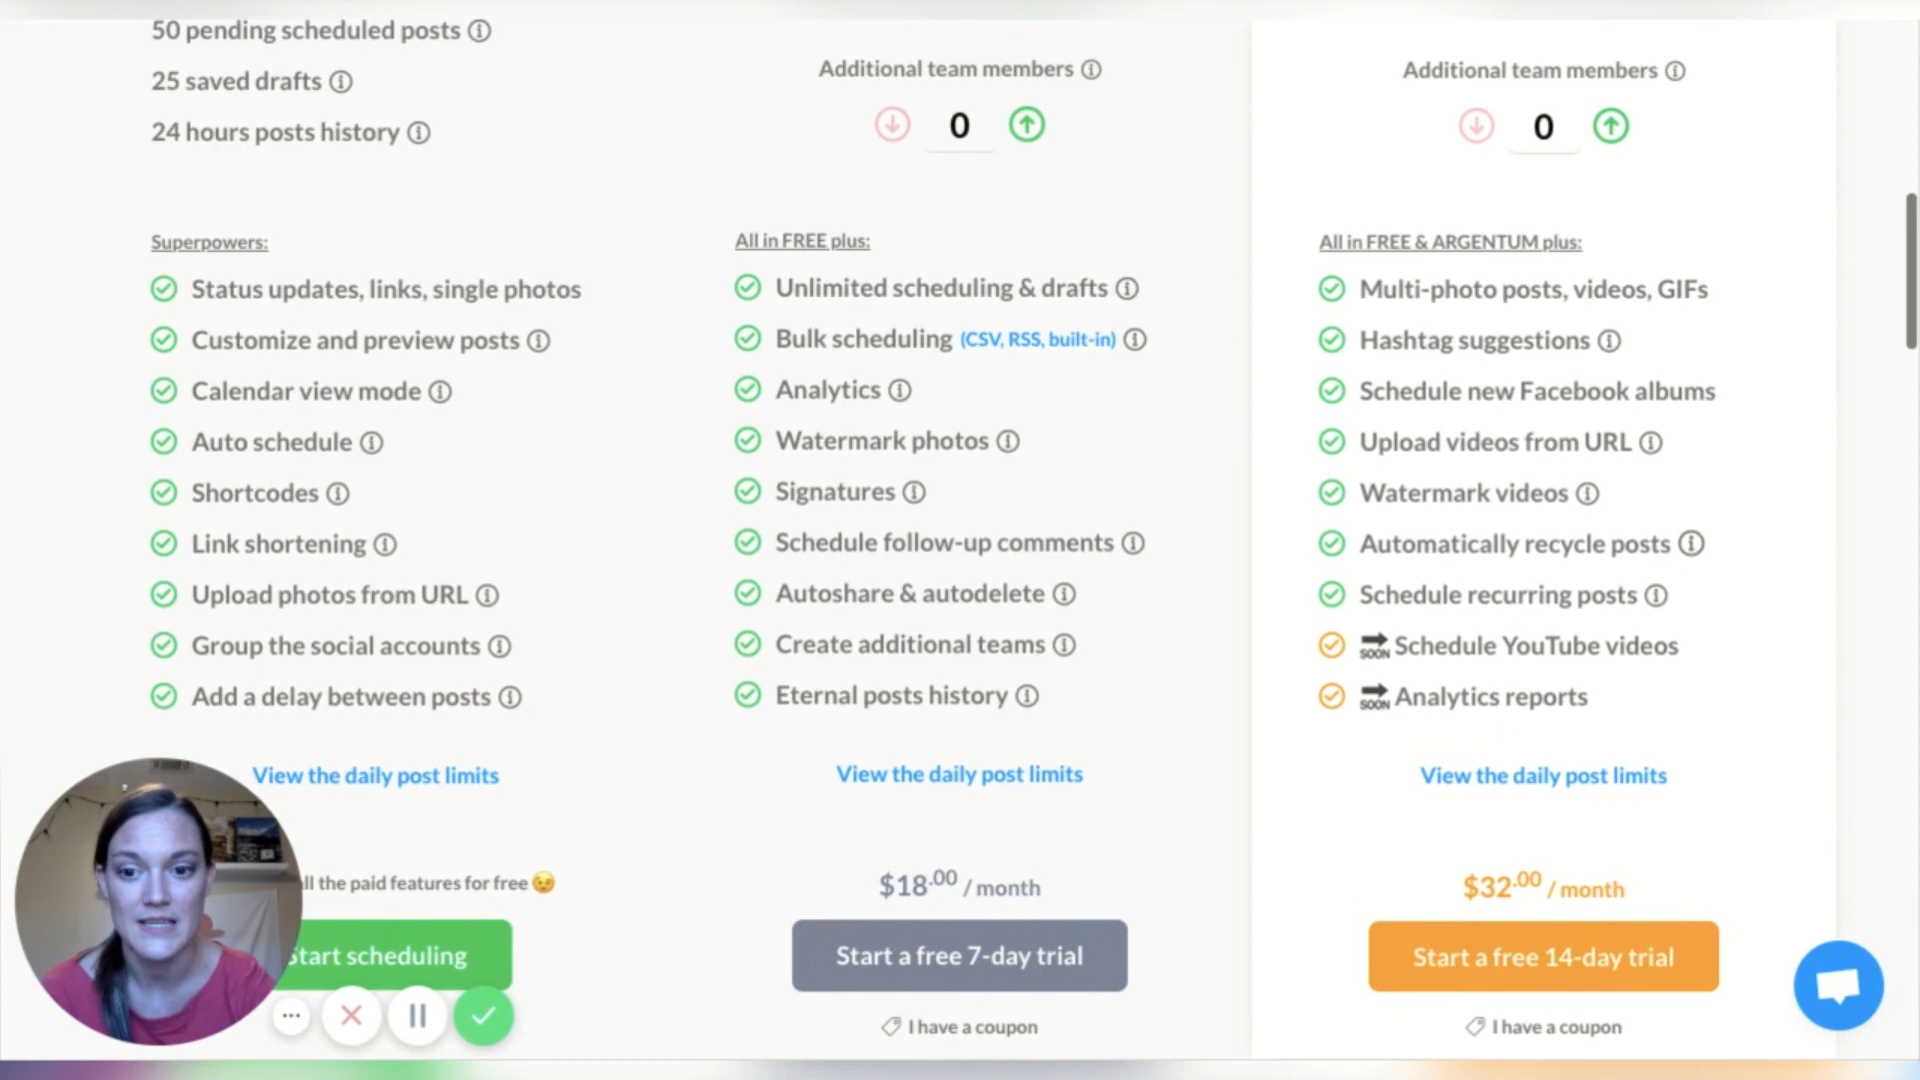 50 pending scheduled posts
25 saved drafts
24 hours posts history
Superpowers:
Status updates, links, single photos
Customize and preview posts
Calendar view mode
Auto schedule
Shortcodes
Link shortening
Upload photos from URL
Group the social accounts
Add a delay between posts
View the daily post limits
ll the paid features for free
Start scheduling
Additional team members
0
All in FREE plus:
Unlimited scheduling & drafts
Bulk scheduling (CSV, RSS, built-in)
Analytics
Watermark photos
Signatures
Schedule follow-up comments
Autoshare & autodelete
Create additional teams
Eternal posts history
View the daily post limits
$18.00 / month
Start a free 7-day trial
I have a coupon
Additional team members
0
All in FREE & ARGENTUM plus:
Multi-photo posts, videos, GIFs
Hashtag suggestions
Schedule new Facebook albums
Upload videos from URL
Watermark videos
Automatically recycle posts
Schedule recurring posts
SOON Schedule YouTube videos
SOON Analytics reports
View the daily post limits
$32.00 / month
Start a free 14-day trial
I have a coupon